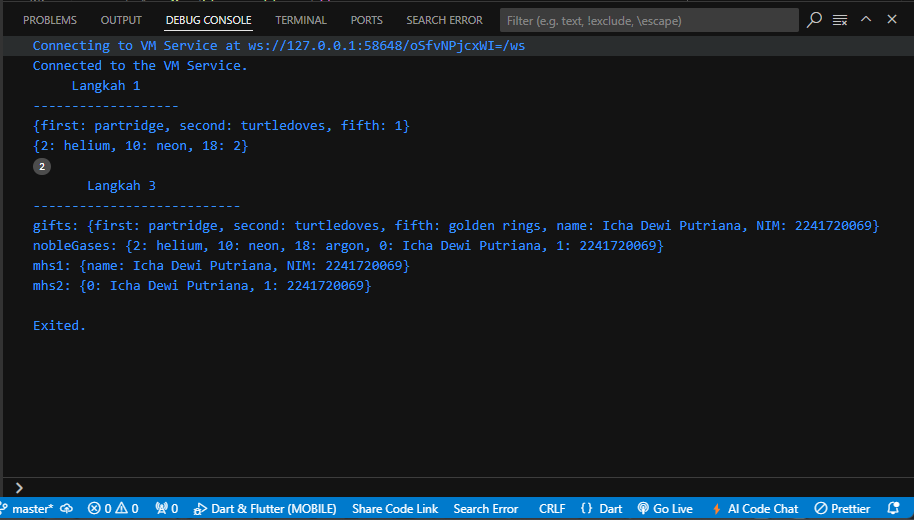 PROBLEMS OUTPUT DEBUG CONSOLE TERMINAL PORTS SEARCH ERROR Filter (e.g. text, !exclude, \escape)
Connecting to VM Service at ws://127.0.0.1:58648/oSfvNPjcxWI=/ws
Connected to the VM Service.
Langkah 1
-------------------
{first: partridge, second: turtledoves, fifth: 1}
{2: helium, 10: neon, 18: 2}
2
Langkah 3
---------------------------
gifts: {first: partridge, second: turtledoves, fifth: golden rings, name: Icha Dewi Putriana, NIM: 2241720069}
nobleGases: {2: helium, 10: neon, 18: argon, 0: Icha Dewi Putriana, 1: 2241720069}
mhs1: {name: Icha Dewi Putriana, NIM: 2241720069}
mhs2: {0: Icha Dewi Putriana, 1: 2241720069}
Exited.
master* 0 0 0 Dart & Flutter (MOBILE) Share Code Link Search Error CRLF {} Dart Go Live AI Code Chat Prettier